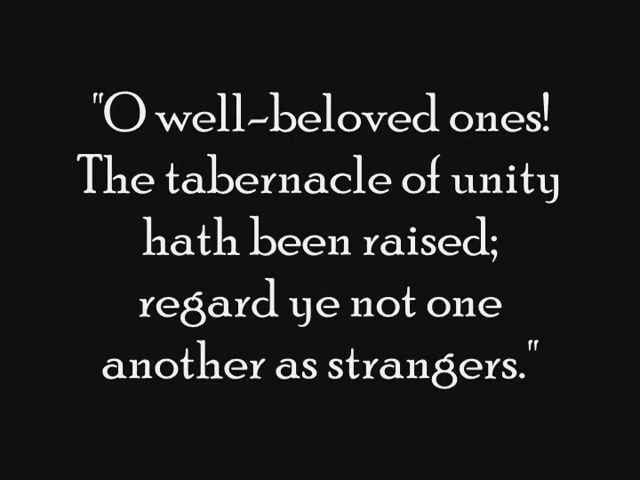 "O well-beloved ones!
The tabernacle of unity
hath been raised;
regard ye not one
another as strangers."